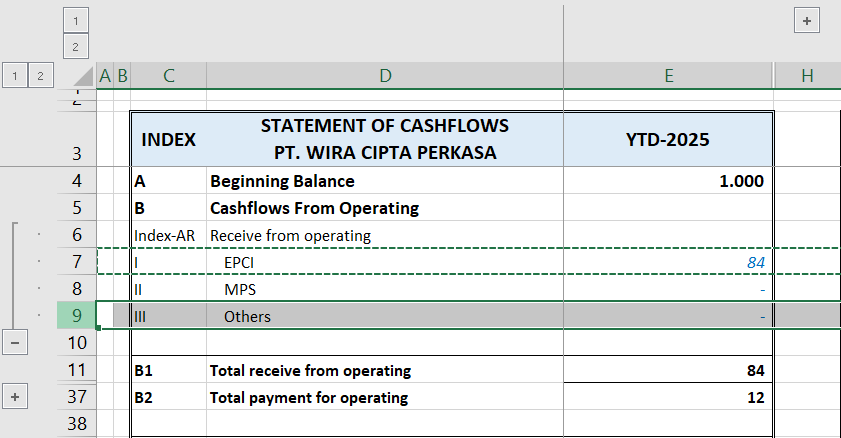 1
2
+
1 2 A B C D E H
1
2
3 INDEX STATEMENT OF CASHFLOWS YTD-2025
PT. WIRA CIPTA PERKASA
4 A Beginning Balance 1.000
5 B Cashflows From Operating
6 Index-AR Receive from operating
7 I EPCI 84
8 II MPS -
9 III Others -
- 10
11 B1 Total receive from operating 84
+ 37 B2 Total payment for operating 12
38